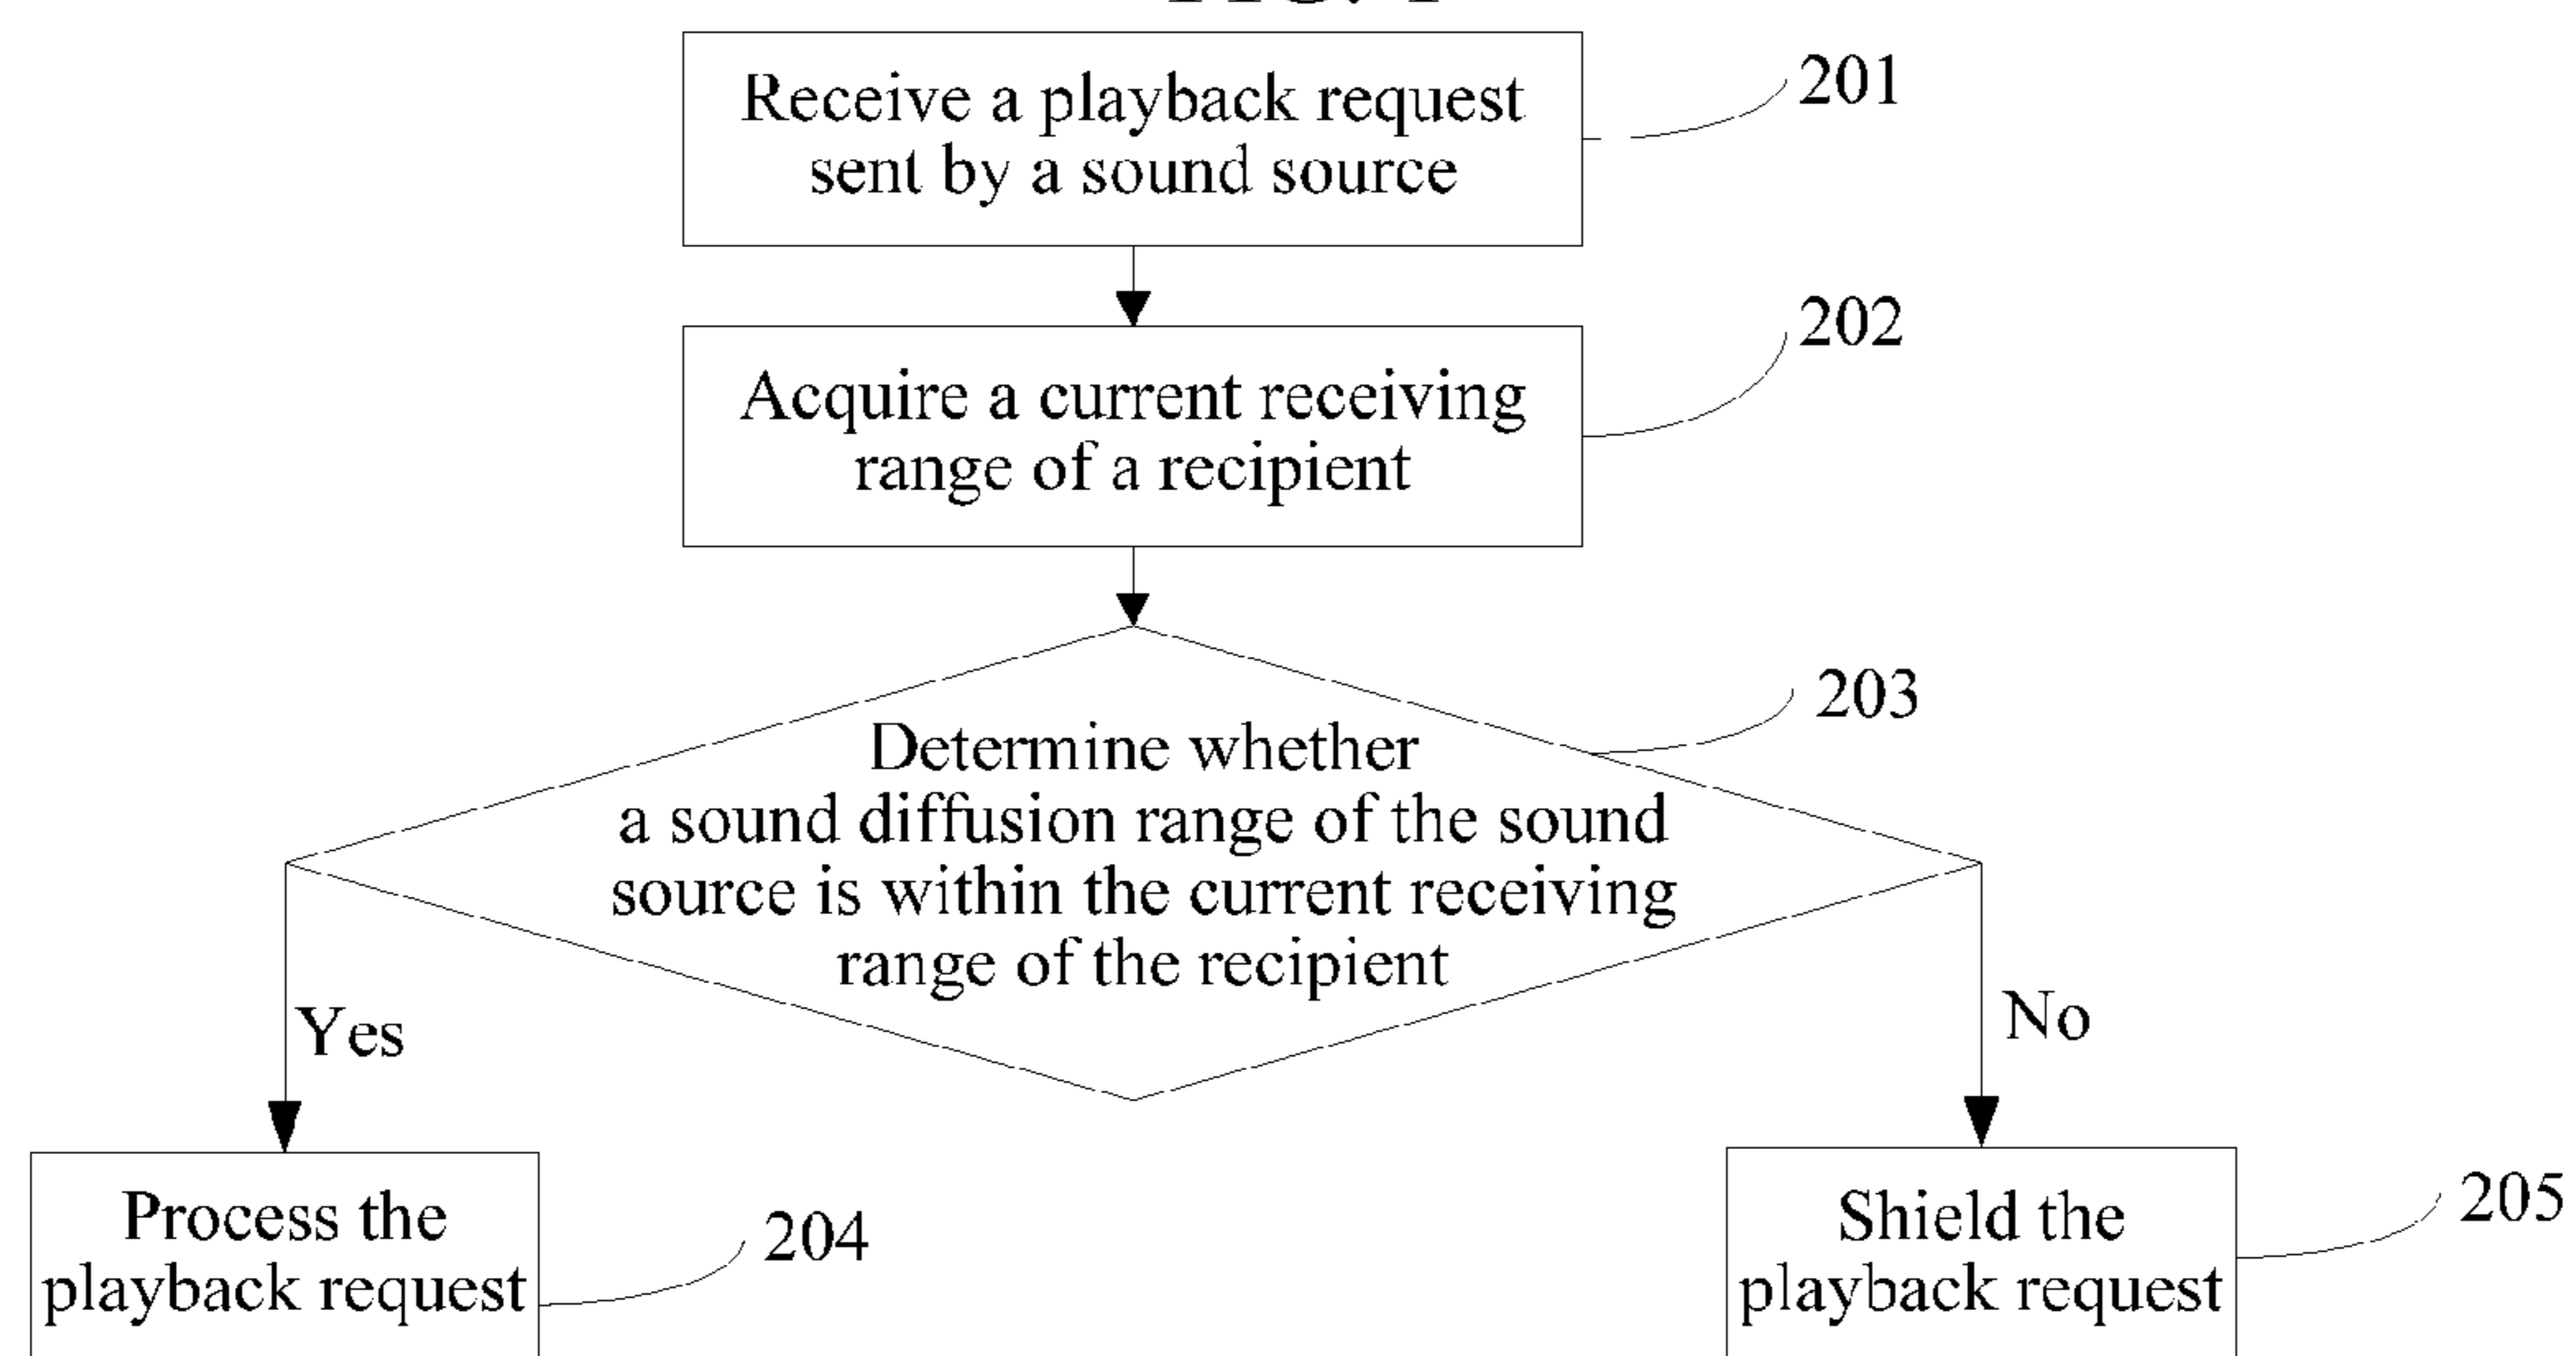 Receive a playback request
sent by a sound source
201
Acquire a current receiving
range of a recipient
202
Determine whether
a sound diffusion range of the sound
source is within the current receiving
range of the recipient
203
Yes
No
Process the
playback request
204
Shield the
playback request
205